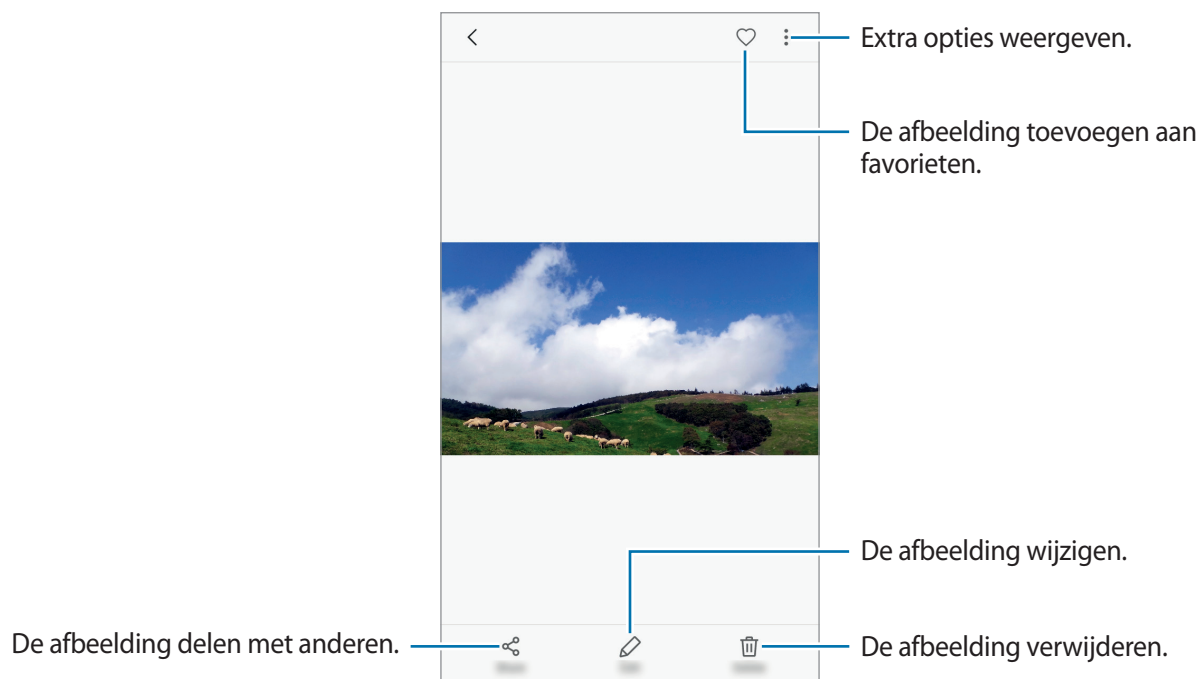 Extra opties weergeven.
De afbeelding toevoegen aan
favorieten.
De afbeelding wijzigen.
De afbeelding delen met anderen.
De afbeelding verwijderen.